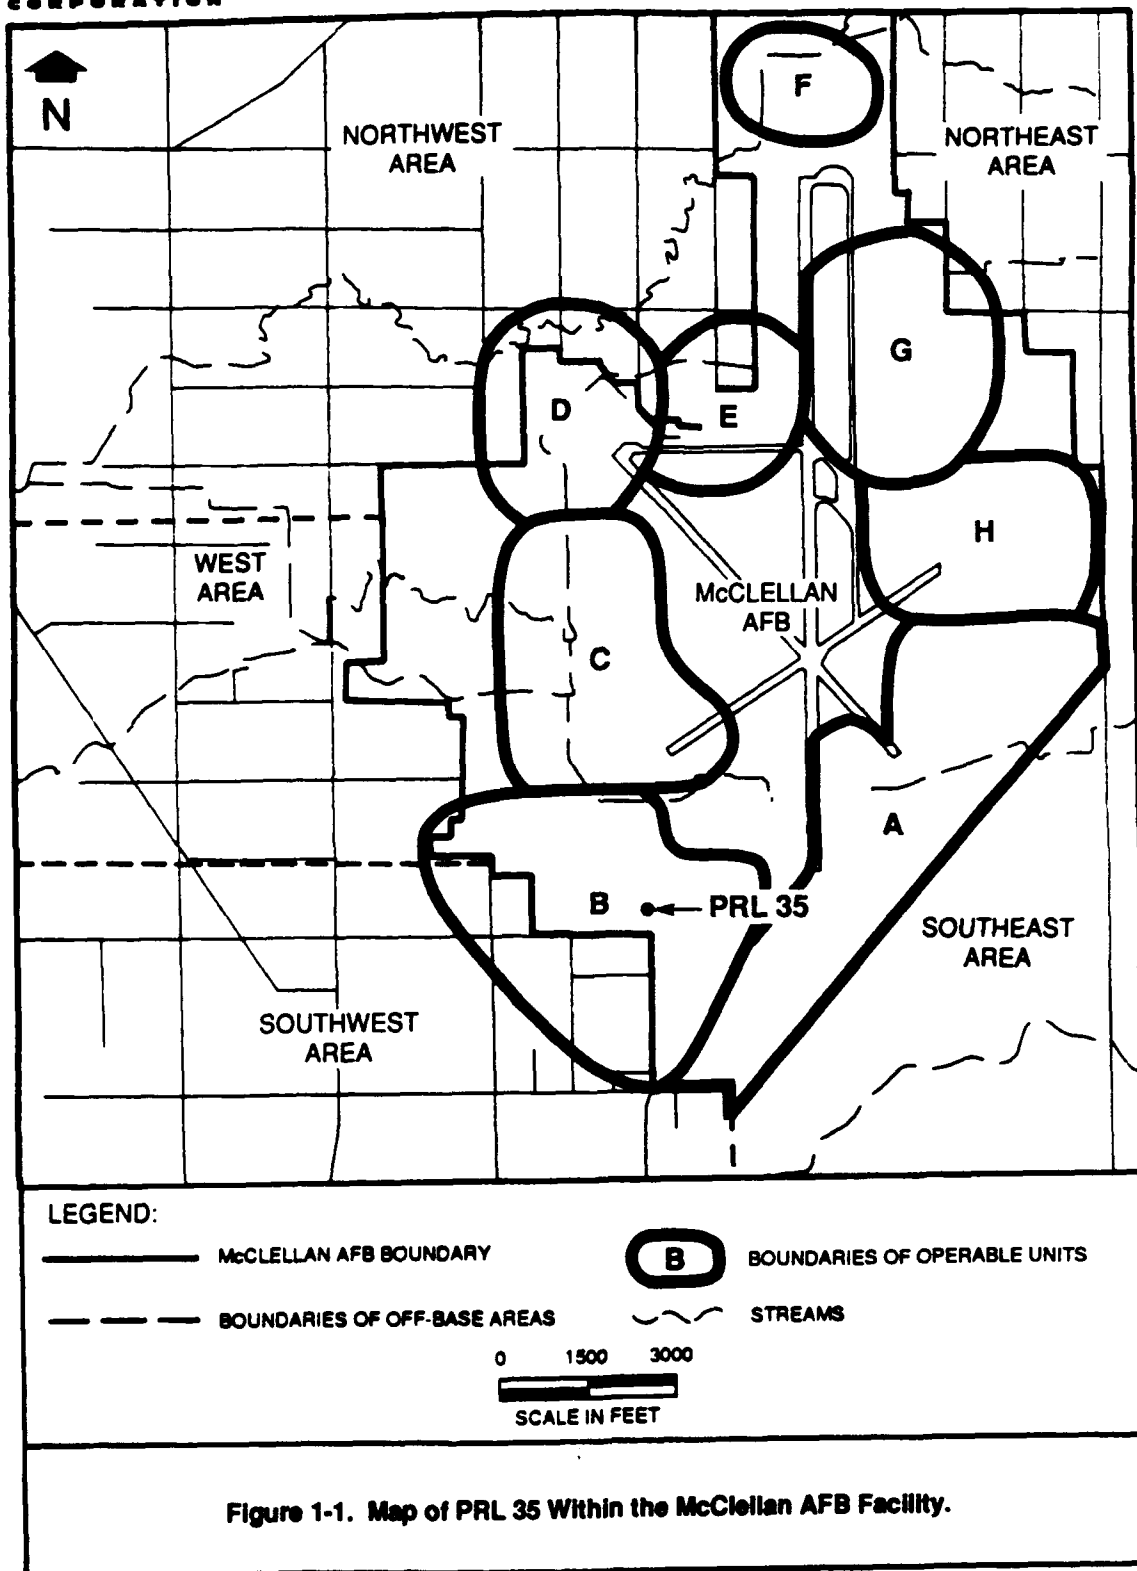 CORPORATION
N
F
NORTHWEST
AREA
NORTHEAST
AREA
G
D
E
H
WEST
AREA
McCLELLAN
AFB
C
A
B
PRL 35
SOUTHEAST
AREA
SOUTHWEST
AREA
LEGEND:
McCLELLAN AFB BOUNDARY
B
BOUNDARIES OF OPERABLE UNITS
BOUNDARIES OF OFF-BASE AREAS
STREAMS
0 1500 3000
SCALE IN FEET
Figure 1-1. Map of PRL 35 Within the McClellan AFB Facility.